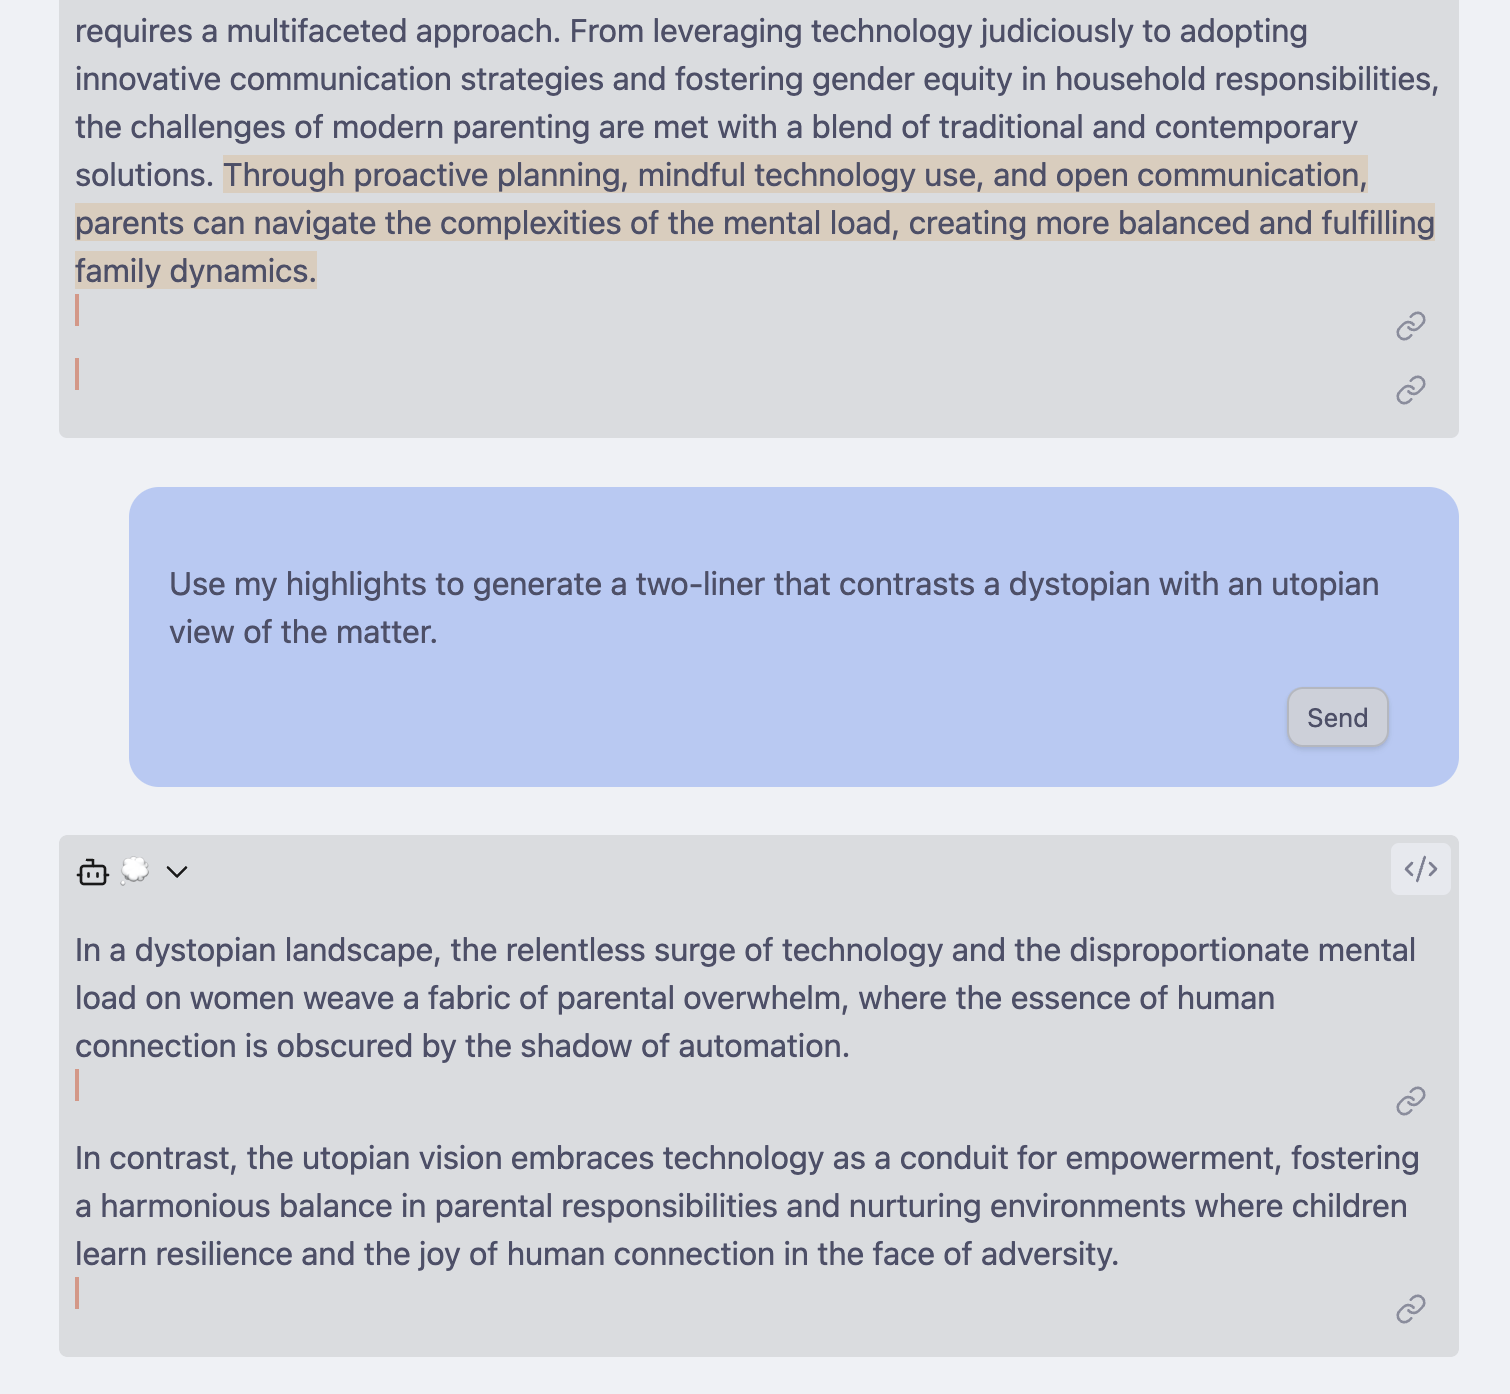 requires a multifaceted approach. From leveraging technology judiciously to adopting
innovative communication strategies and fostering gender equity in household responsibilities,
the challenges of modern parenting are met with a blend of traditional and contemporary
solutions. Through proactive planning, mindful technology use, and open communication,
parents can navigate the complexities of the mental load, creating more balanced and fulfilling
family dynamics.
Use my highlights to generate a two-liner that contrasts a dystopian with an utopian
view of the matter.
Send
</>
In a dystopian landscape, the relentless surge of technology and the disproportionate mental
load on women weave a fabric of parental overwhelm, where the essence of human
connection is obscured by the shadow of automation.
In contrast, the utopian vision embraces technology as a conduit for empowerment, fostering
a harmonious balance in parental responsibilities and nurturing environments where children
learn resilience and the joy of human connection in the face of adversity.